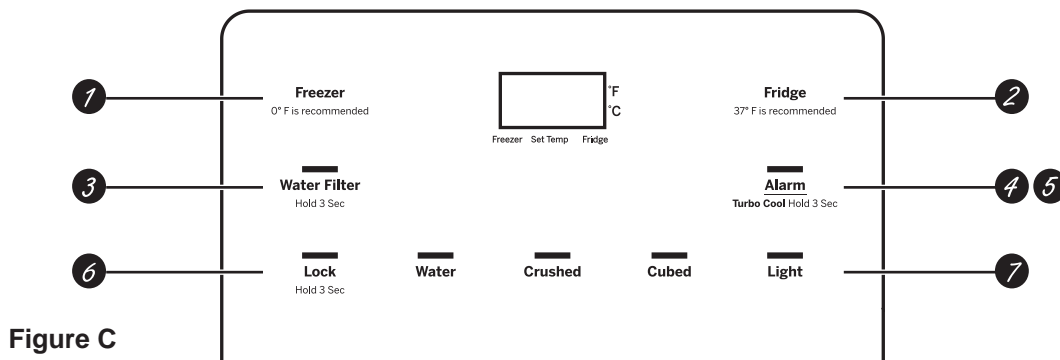 1
Freezer
0° F is recommended
°F
°C
Freezer Set Temp Fridge
Fridge
37° F is recommended
2
3
Water Filter
Hold 3 Sec
Alarm
Turbo Cool Hold 3 Sec
4 5
6
Lock
Hold 3 Sec
Water
Crushed
Cubed
Light
7
Figure C